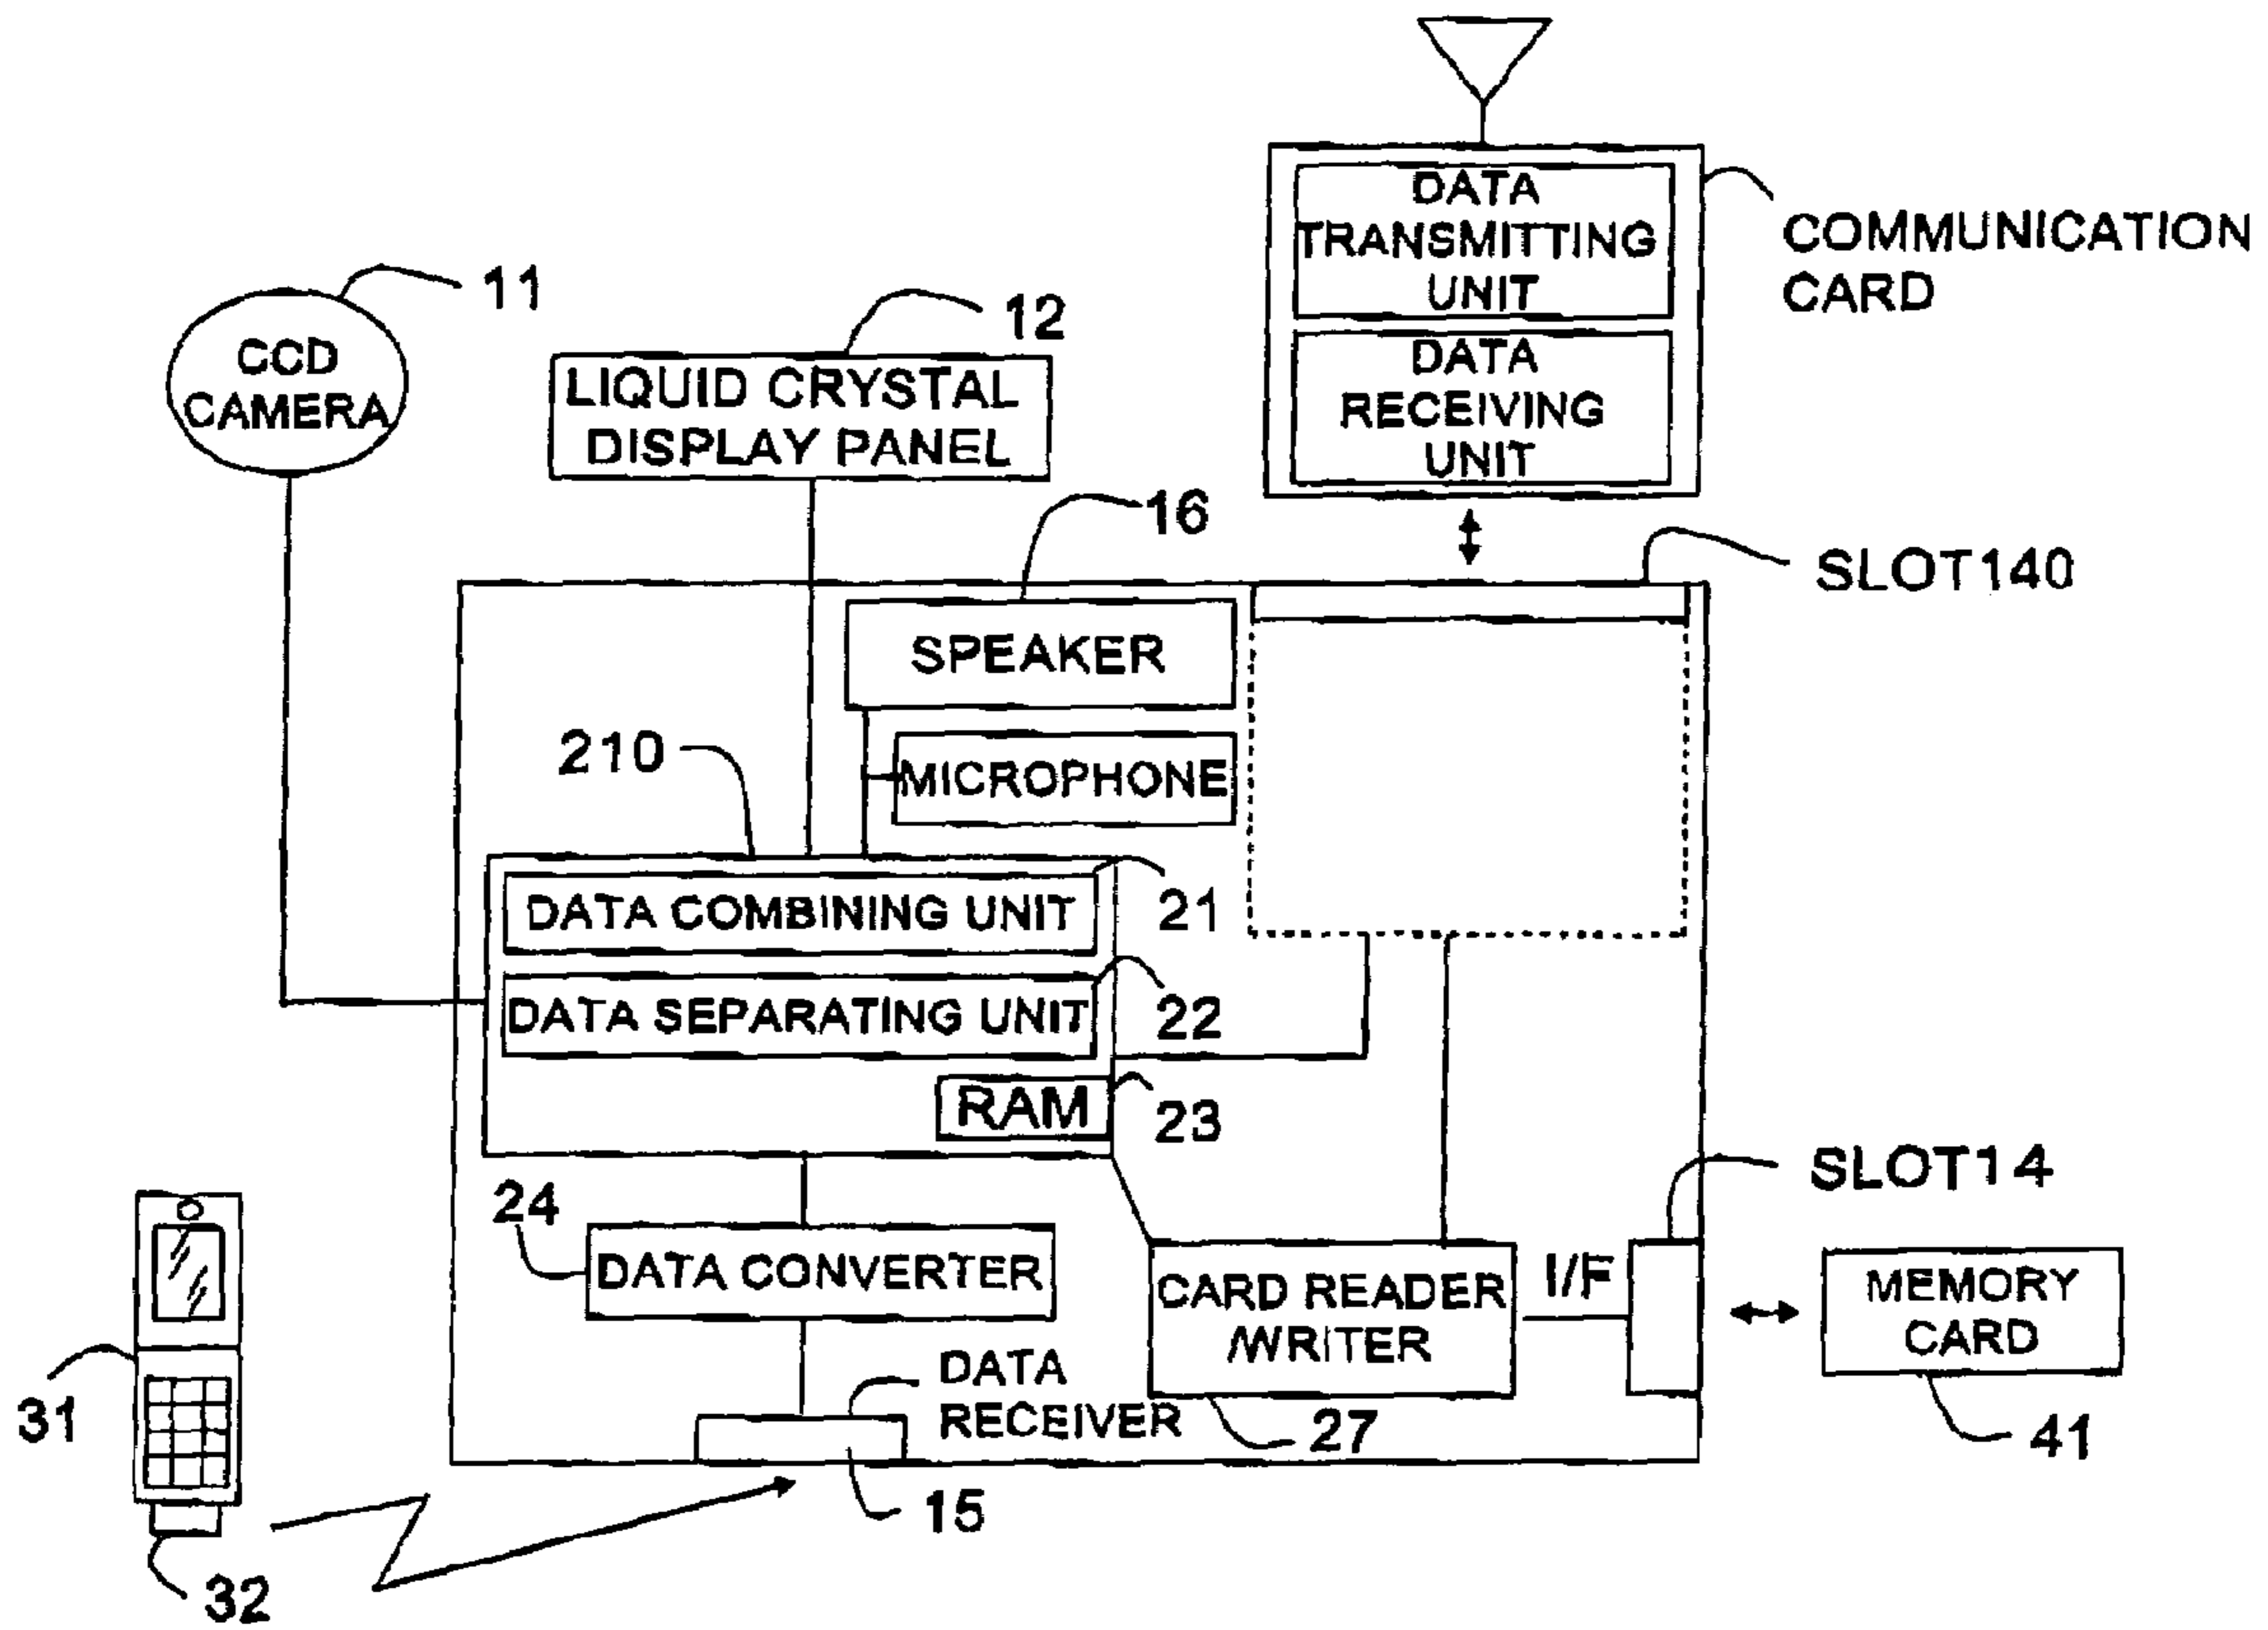 DATA
TRANSMITTING
UNIT
COMMUNICATION
CARD
DATA
RECEIVING
UNIT
11
CCD
CAMERA
12
LIQUID CRYSTAL
DISPLAY PANEL
16
SLOT140
SPEAKER
210
MICROPHONE
DATA COMBINING UNIT
21
DATA SEPARATING UNIT
22
RAM
23
SLOT14
24
DATA CONVERTER
CARD READER
/WRITER
I/F
MEMORY
CARD
31
DATA
RECEIVER
27
41
15
32